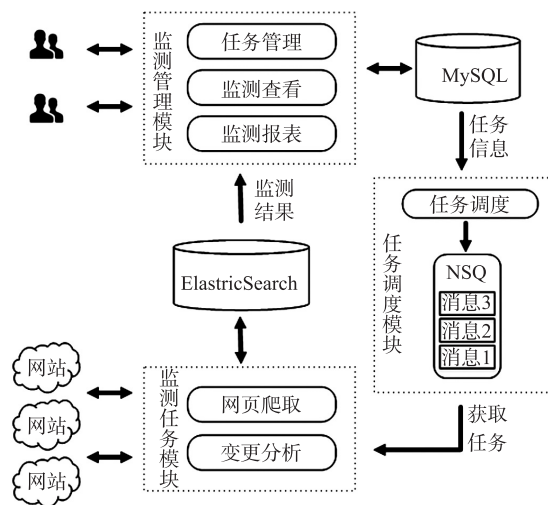 监测管理模块
任务管理
监测查看
监测报表
MySQL
任务
信息
监测
结果
任务调度
NSQ
消息3
消息2
消息1
任务调度模块
ElastricSearch
网站
网站
网站
监测任务模块
网页爬取
变更分析
获取
任务